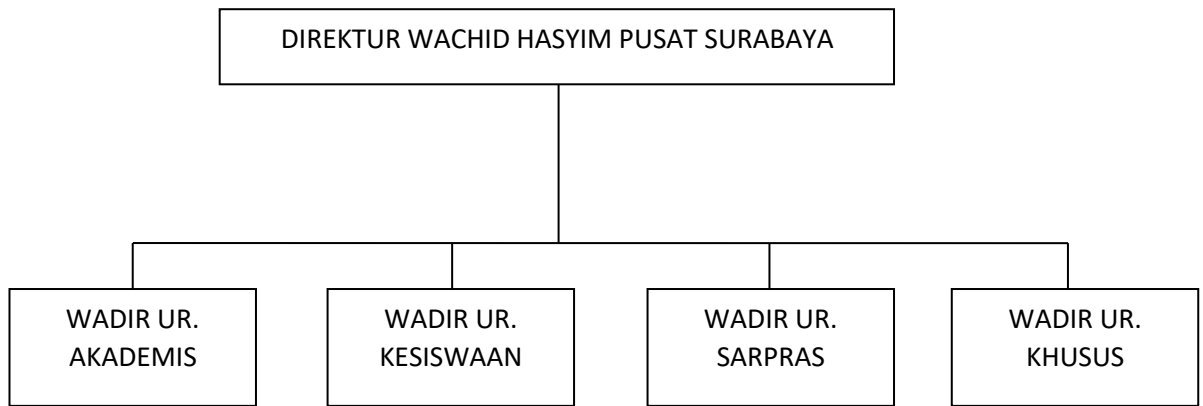 DIREKTUR WACHID HASYIM PUSAT SURABAYA
WADIR UR.
AKADEMIS
WADIR UR.
KESISWAAN
WADIR UR.
SARPRAS
WADIR UR.
KHUSUS